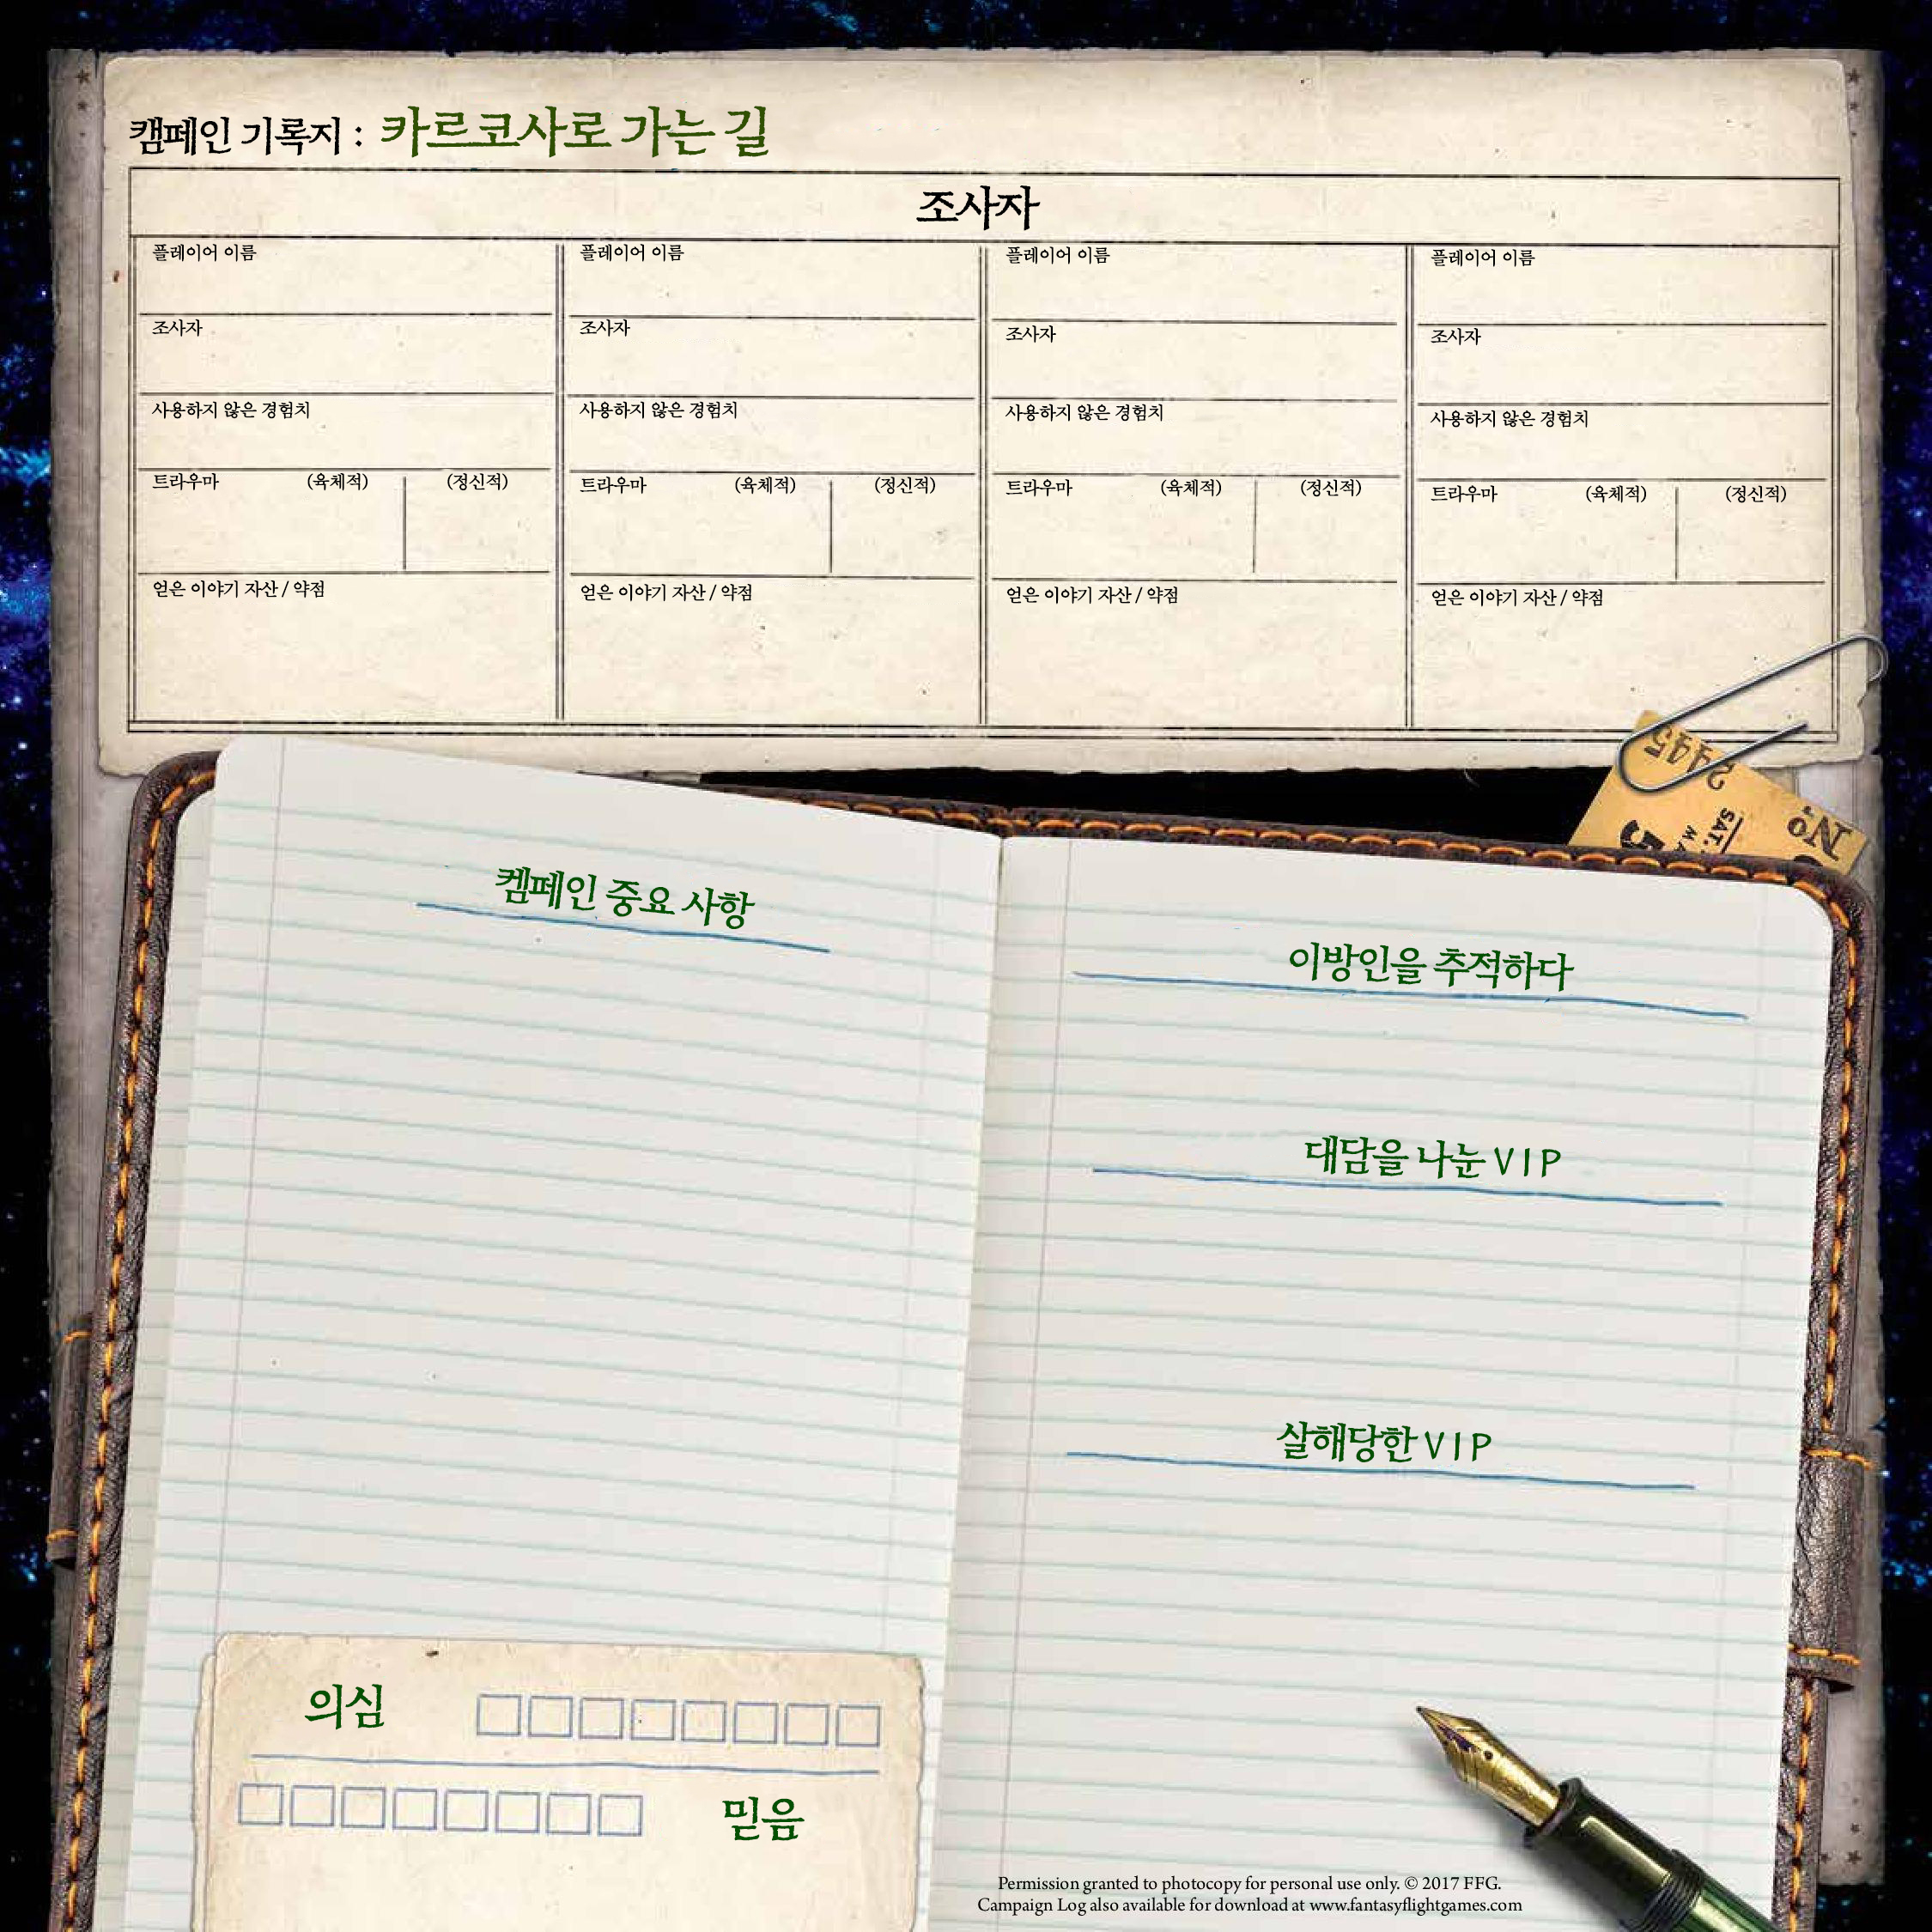 캠페인 기록지 : 카르코사로 가는 길
조사자
플레이어 이름 플레이어 이름 플레이어 이름 플레이어 이름
조사자 조사자 조사자 조사자
사용하지 않은 경험치 사용하지 않은 경험치 사용하지 않은 경험치 사용하지 않은 경험치
트라우마 (육체적) (정신적) 트라우마 (육체적) (정신적) 트라우마 (육체적) (정신적) 트라우마 (육체적) (정신적)
얻은 이야기 자산 / 약점 얻은 이야기 자산 / 약점 얻은 이야기 자산 / 약점 얻은 이야기 자산 / 약점
2445
No.
SAT.
5
켐페인 중요 사항
이방인을 추적하다
대담을 나눈 VIP
살해당한 VIP
의심
믿음
Permission granted to photocopy for personal use only. © 2017 FFG.
Campaign Log also available for download at www.fantasyflightgames.com